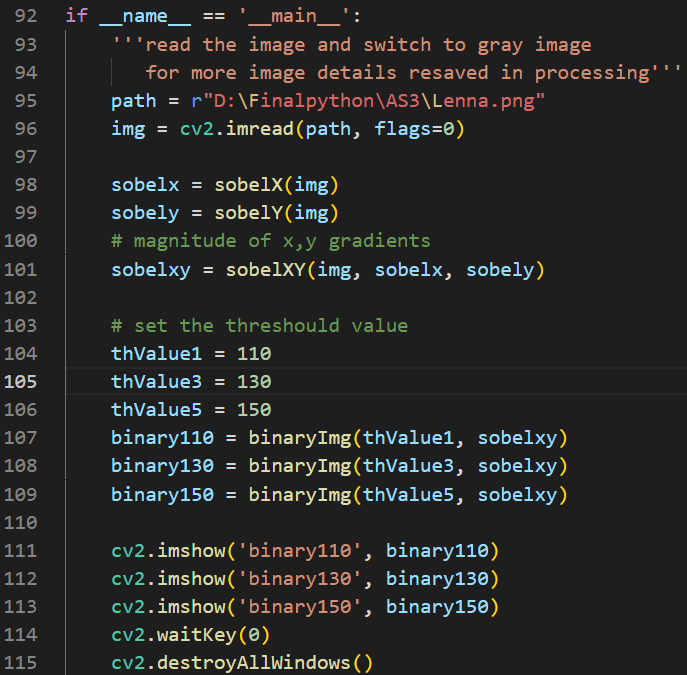 92 if __name__ == '__main__':
93     '''read the image and switch to gray image
94        for more image details resaved in processing'''
95     path = r"D:\Finalpython\AS3\Lenna.png"
96     img = cv2.imread(path, flags=0)
97
98     sobelx = sobelX(img)
99     sobely = sobelY(img)
100     # magnitude of x,y gradients
101     sobelxy = sobelXY(img, sobelx, sobely)
102
103     # set the threshould value
104     thValue1 = 110
105     thValue3 = 130
106     thValue5 = 150
107     binary110 = binaryImg(thValue1, sobelxy)
108     binary130 = binaryImg(thValue3, sobelxy)
109     binary150 = binaryImg(thValue5, sobelxy)
110
111     cv2.imshow('binary110', binary110)
112     cv2.imshow('binary130', binary130)
113     cv2.imshow('binary150', binary150)
114     cv2.waitKey(0)
115     cv2.destroyAllWindows()